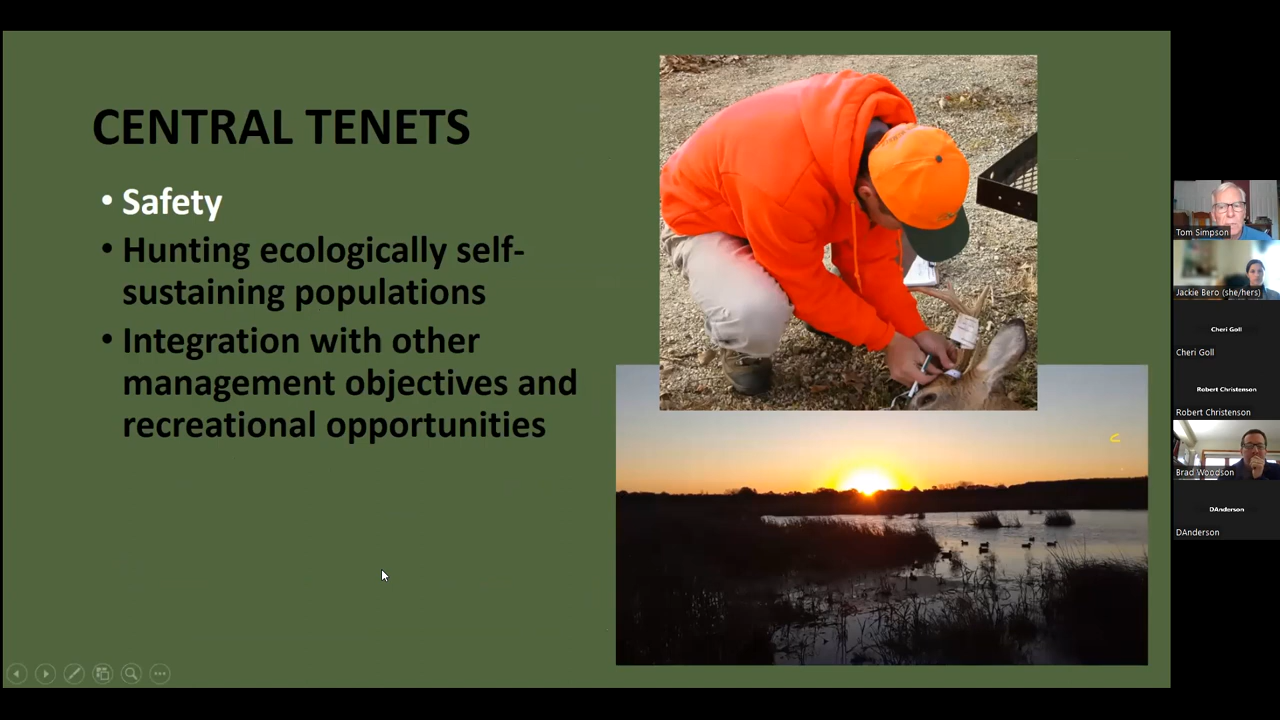 CENTRAL TENETS
• Safety
• Hunting ecologically self-
sustaining populations
• Integration with other
management objectives and
recreational opportunities
Tom Simpson
Jackie Bero (she/hers)
Cheri Goll
Cheri Goll
Robert Christenson
Robert Christenson
Brad Woodson
DAnderson
DAnderson